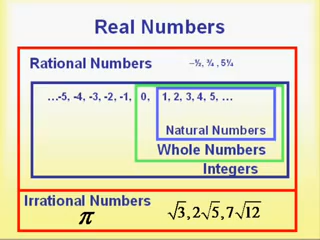 Real Numbers
Rational Numbers –½, ¾ , 5¼
…-5, -4, -3, -2, -1, 0, 1, 2, 3, 4, 5, …
Natural Numbers
Whole Numbers
Integers
Irrational Numbers
π √3, 2√5, 7√12